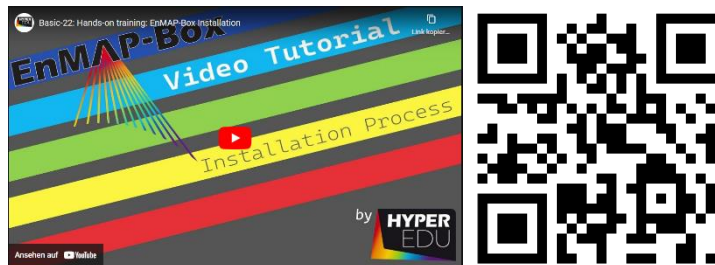 Basic-22: Hands-on training: EnMAP-Box Installation
Link kopier...
EnMAP-Box
Video Tutorial
Installation Process
by HYPER
EDU
Ansehen auf YouTube